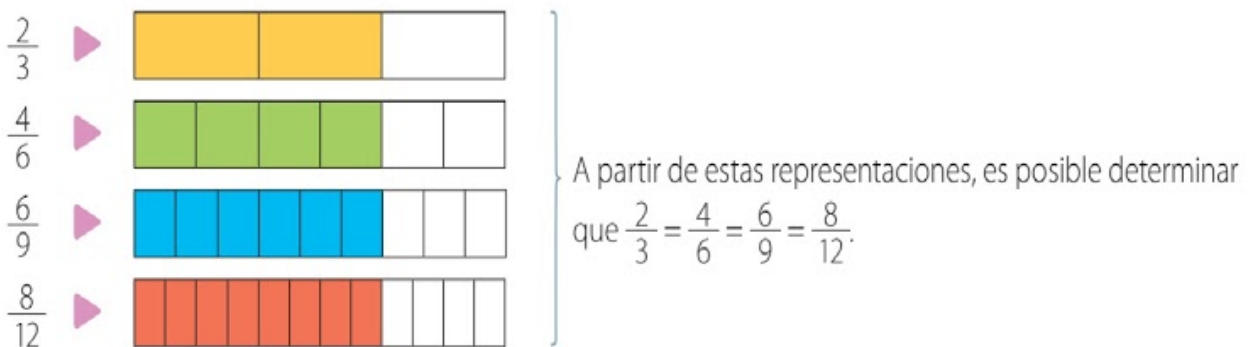 2/3
4/6
6/9
8/12
A partir de estas representaciones, es posible determinar
que 2/3 = 4/6 = 6/9 = 8/12.